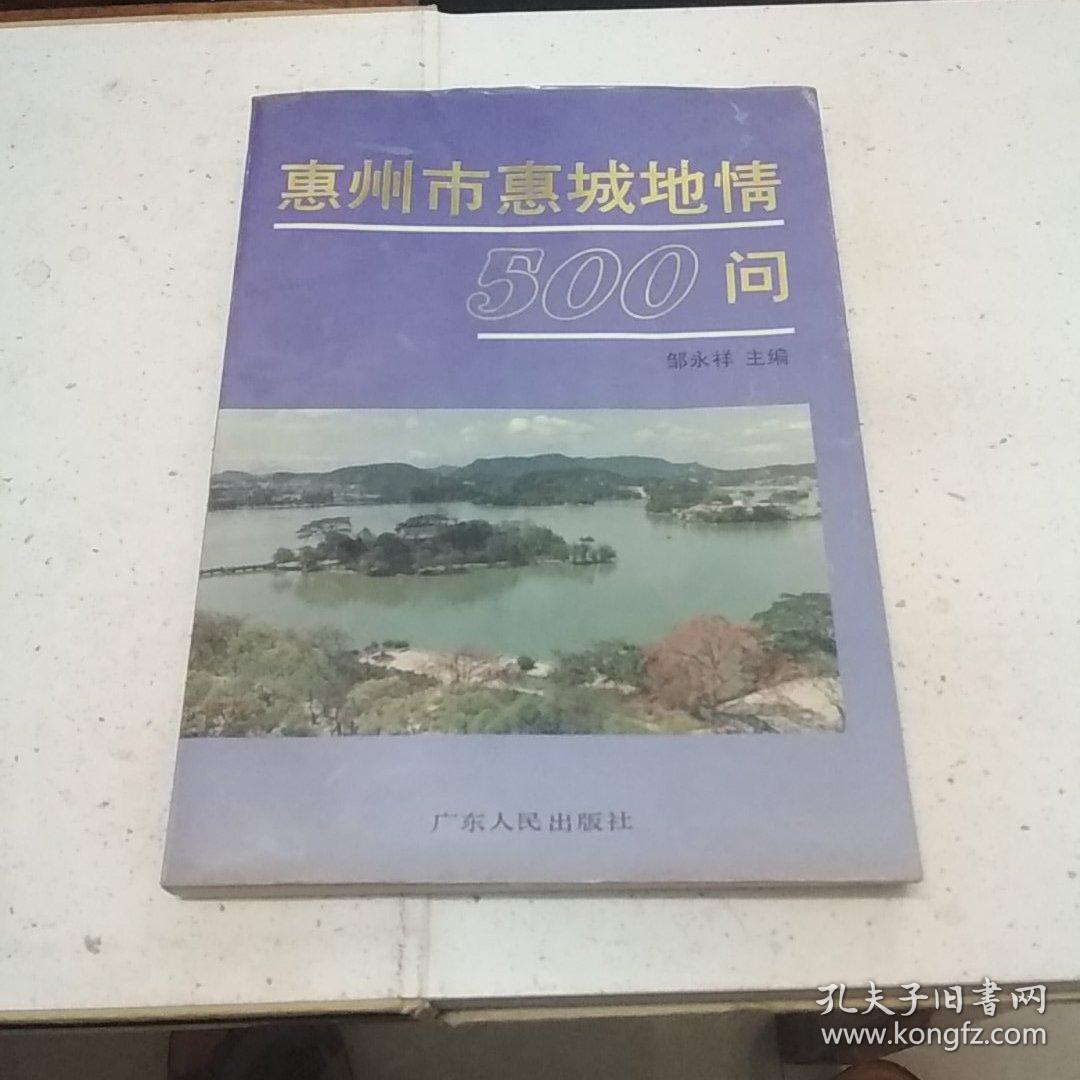 惠州市惠城地情
500问
邹永祥 主编
广东人民出版社
孔夫子旧書网
www.kongfz.com